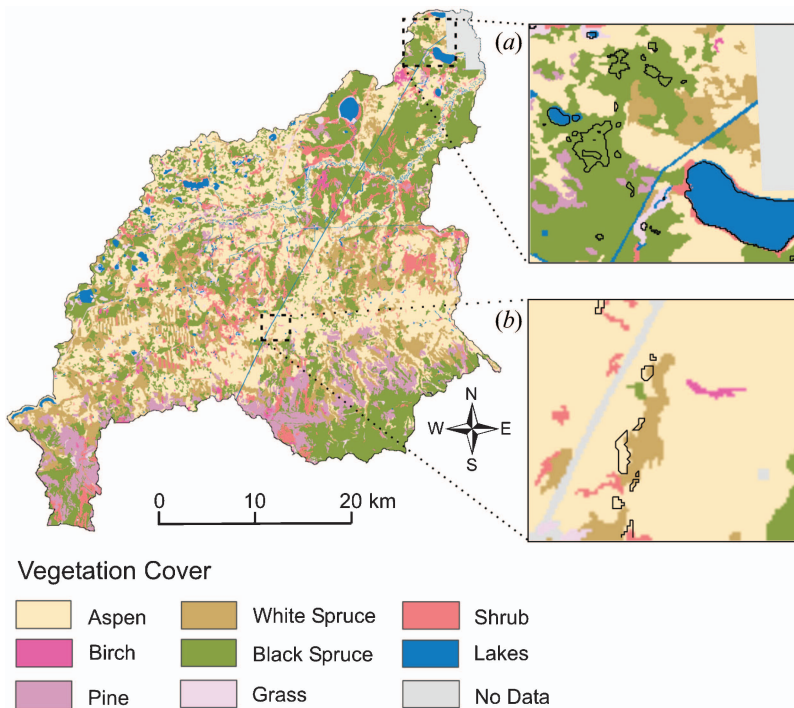 (a)
(b)
N
W E
S
0 10 20 km
Vegetation Cover
Aspen White Spruce Shrub
Birch Black Spruce Lakes
Pine Grass No Data